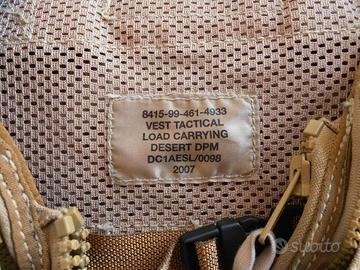 8415-99-461-4933
VEST TACTICAL
LOAD CARRYING
DESERT DPM
DC1AESL/0098
2007
subito